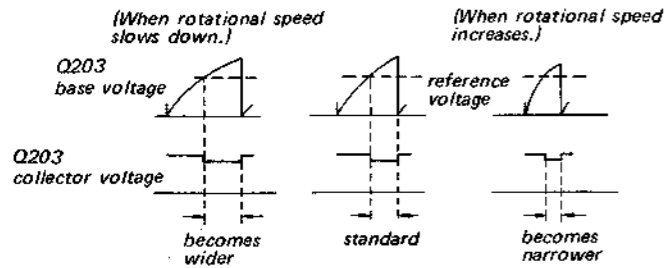 (When rotational speed
slows down.)
(When rotational speed
increases.)
Q203
base voltage
reference
voltage
Q203
collector voltage
becomes
wider
standard
becomes
narrower